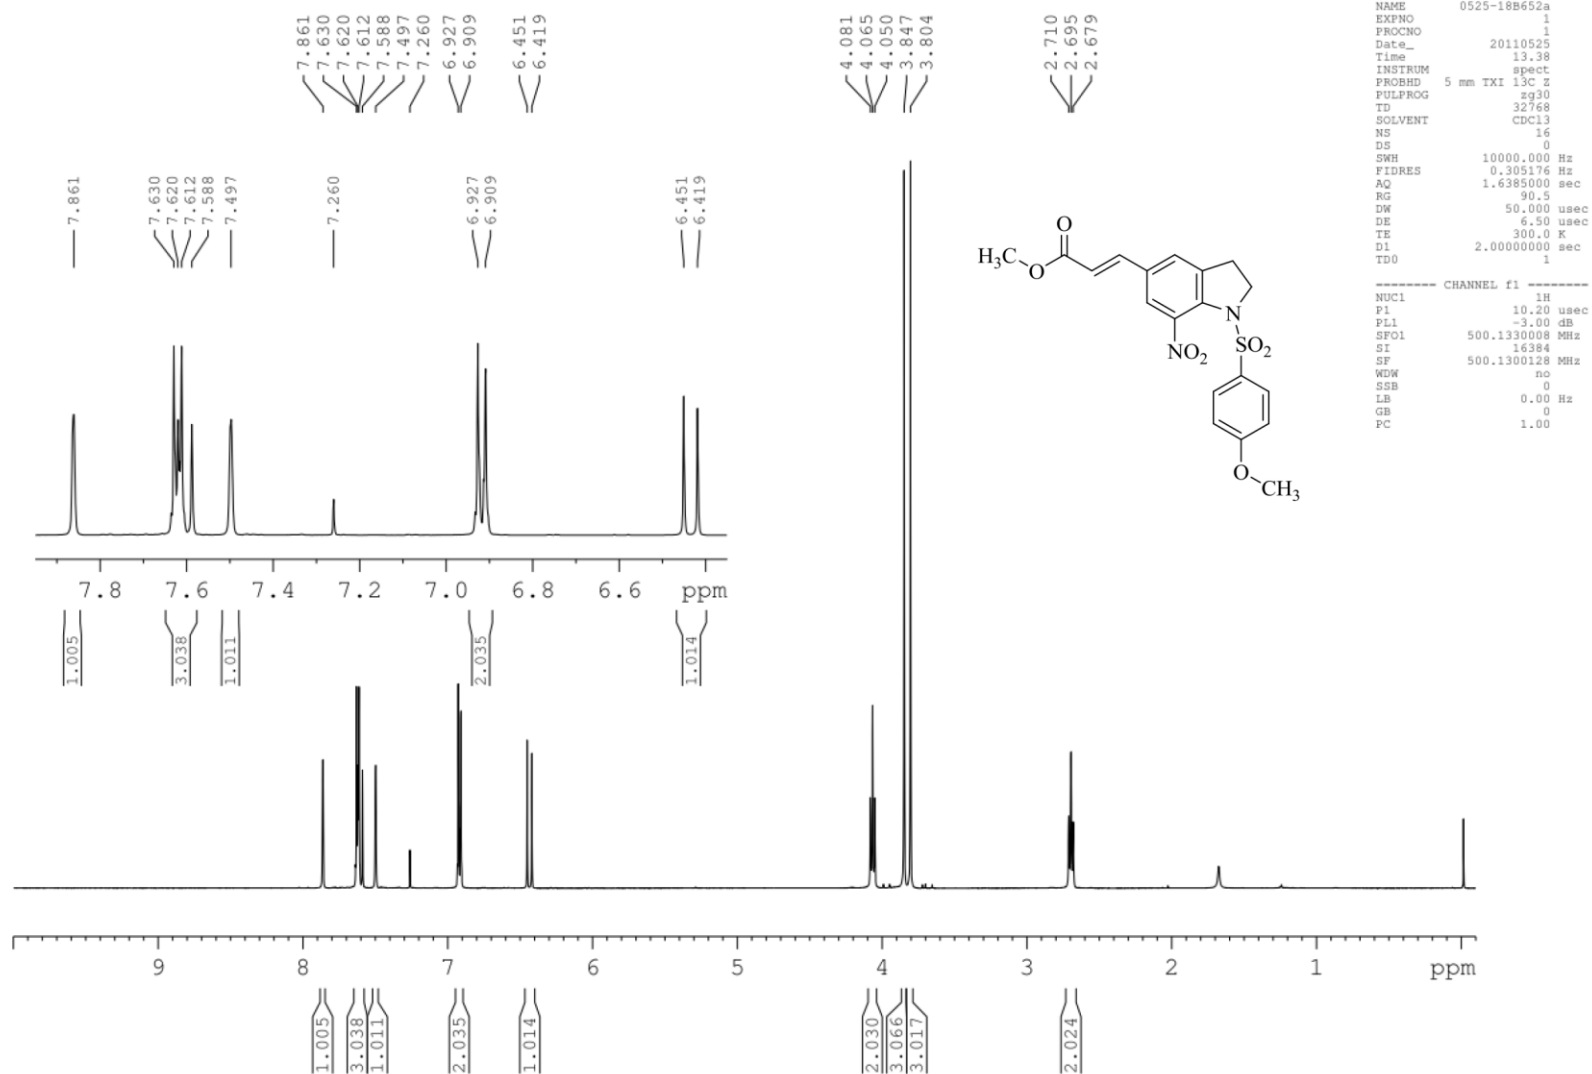 7.861
7.630
7.620
7.612
7.588
7.497
7.260
6.927
6.909
6.451
6.419
4.081
4.065
4.050
3.847
3.804
2.710
2.695
2.679
NAME 0525-18B652a
EXPNO 1
PROCNO 1
Date_ 20110525
Time 13.38
INSTRUM spect
PROBHD 5 mm TXI 13C Z
PULPROG zg30
TD 32768
SOLVENT CDCl3
NS 16
DS 0
SWH 10000.000 Hz
FIDRES 0.305176 Hz
AQ 1.6385000 sec
RG 90.5
DW 50.000 usec
DE 6.50 usec
TE 300.0 K
D1 2.00000000 sec
TD0 1
======== CHANNEL f1 ========
NUC1 1H
P1 10.20 usec
PL1 -3.00 dB
SFO1 500.1330008 MHz
SI 16384
SF 500.1300128 MHz
WDW no
SSB 0
LB 0.00 Hz
GB 0
PC 1.00
7.861
7.630
7.620
7.612
7.588
7.497
7.260
6.927
6.909
6.451
6.419
O
H3C
O
N
NO2
SO2
O
CH3
7.8 7.6 7.4 7.2 7.0 6.8 6.6 ppm
1.005
3.038
1.011
2.035
1.014
9 8 7 6 5 4 3 2 1 ppm
1.005
3.038
1.011
2.035
1.014
2.030
3.066
3.017
2.024